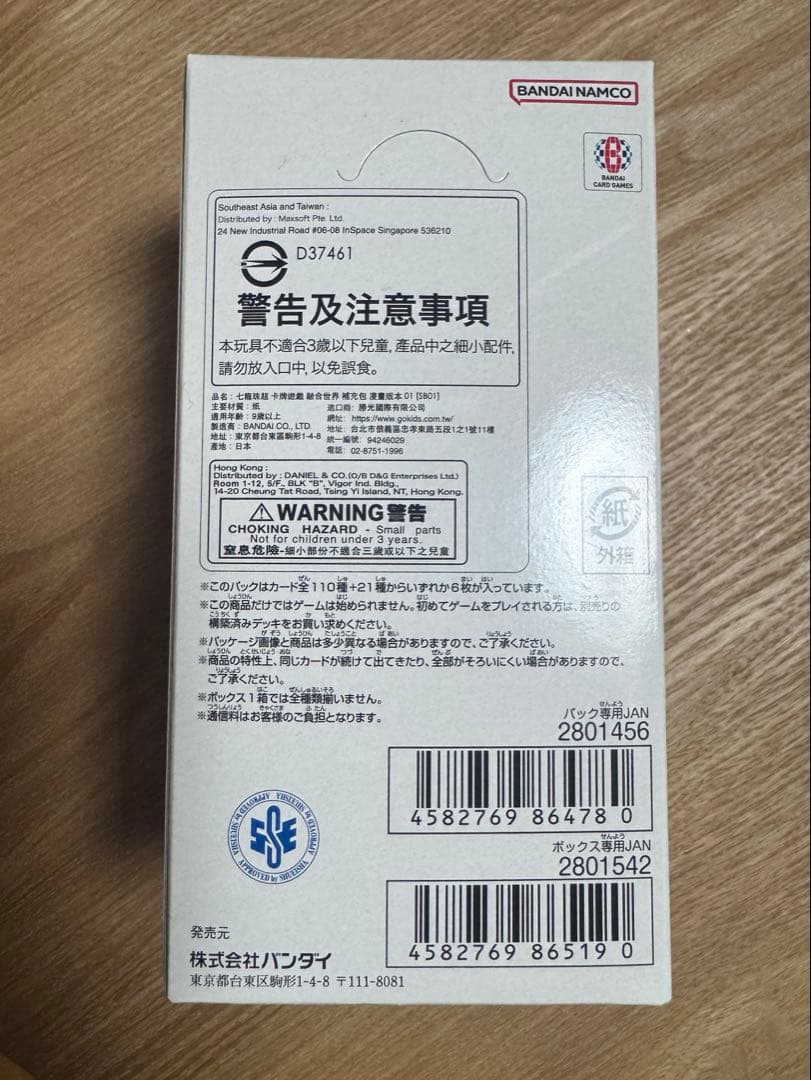 BANDAI NAMCO
BANDAI
CARD GAMES
Southeast Asia and Taiwan :
Distributed by : Maxsoft Pte. Ltd.
24 New Industrial Road #06-08 InSpace Singapore 536210
D37461
警告及注意事項
本玩具不適合3歲以下兒童, 產品中之細小配件,
請勿放入口中, 以免誤食。
品名：七龍珠超 卡牌遊戲 融合世界 補充包 漫畫版本 01 [SB01]
主要材質：紙
適用年齡：9歲以上
製造商：BANDAI CO., LTD.
地址：東京都台東區駒形1-4-8
產地：日本
進口商：勝光國際有限公司
網址：https://www.gokids.com.tw/
地址：台北市信義區忠孝東路五段1之1號11樓
統一編號：94246029
電話：02-8751-1996
Hong Kong :
Distributed by : DANIEL & CO.(O/B D&G Enterprises Ltd.)
Room 1-12, 5/F., BLK "B", Vigor Ind. Bldg.,
14-20 Cheung Tat Road, Tsing Yi Island, NT, Hong Kong.
WARNING 警告
CHOKING HAZARD - Small parts
Not for children under 3 years.
窒息危險-細小部份不適合三歲或以下之兒童
紙
外箱
※このパックはカード全110種+21種からいずれか6枚が入っています。
※この商品だけではゲームは始められません。初めてゲームをプレイされる方は、別売りの
構築済みデッキをお買い求めください。
※パッケージ画像と商品は多少異なる場合がありますので、ご了承ください。
※商品の特性上、同じカードが続けて出てきたり、全部がそろいにくい場合がありますので、
ご了承ください。
※ボックス1箱では全種類揃いません。
※通信料はお客様のご負担となります。
パック専用JAN
2801456
4582769 864780
ボックス専用JAN
2801542
4582769 865190
APPROVED by SHUEISHA
発売元
株式会社バンダイ
東京都台東区駒形1-4-8 〒111-8081